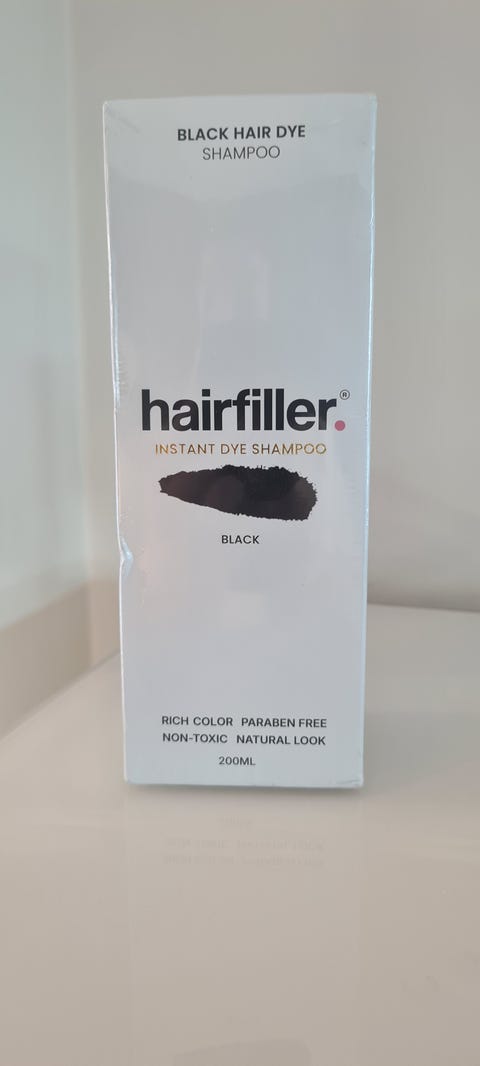 BLACK HAIR DYE
SHAMPOO
hairfiller.®
INSTANT DYE SHAMPOO
BLACK
RICH COLOR PARABEN FREE
NON-TOXIC NATURAL LOOK
200ML